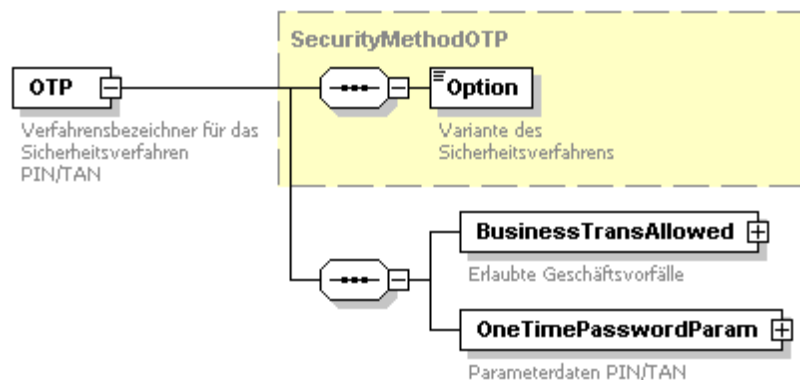 SecurityMethodOTP
OTP
Option
Verfahrensbezeichner für das
Sicherheitsverfahren
PIN/TAN
Variante des
Sicherheitsverfahrens
BusinessTransAllowed
Erlaubte Geschäftsvorfälle
OneTimePasswordParam
Parameterdaten PIN/TAN